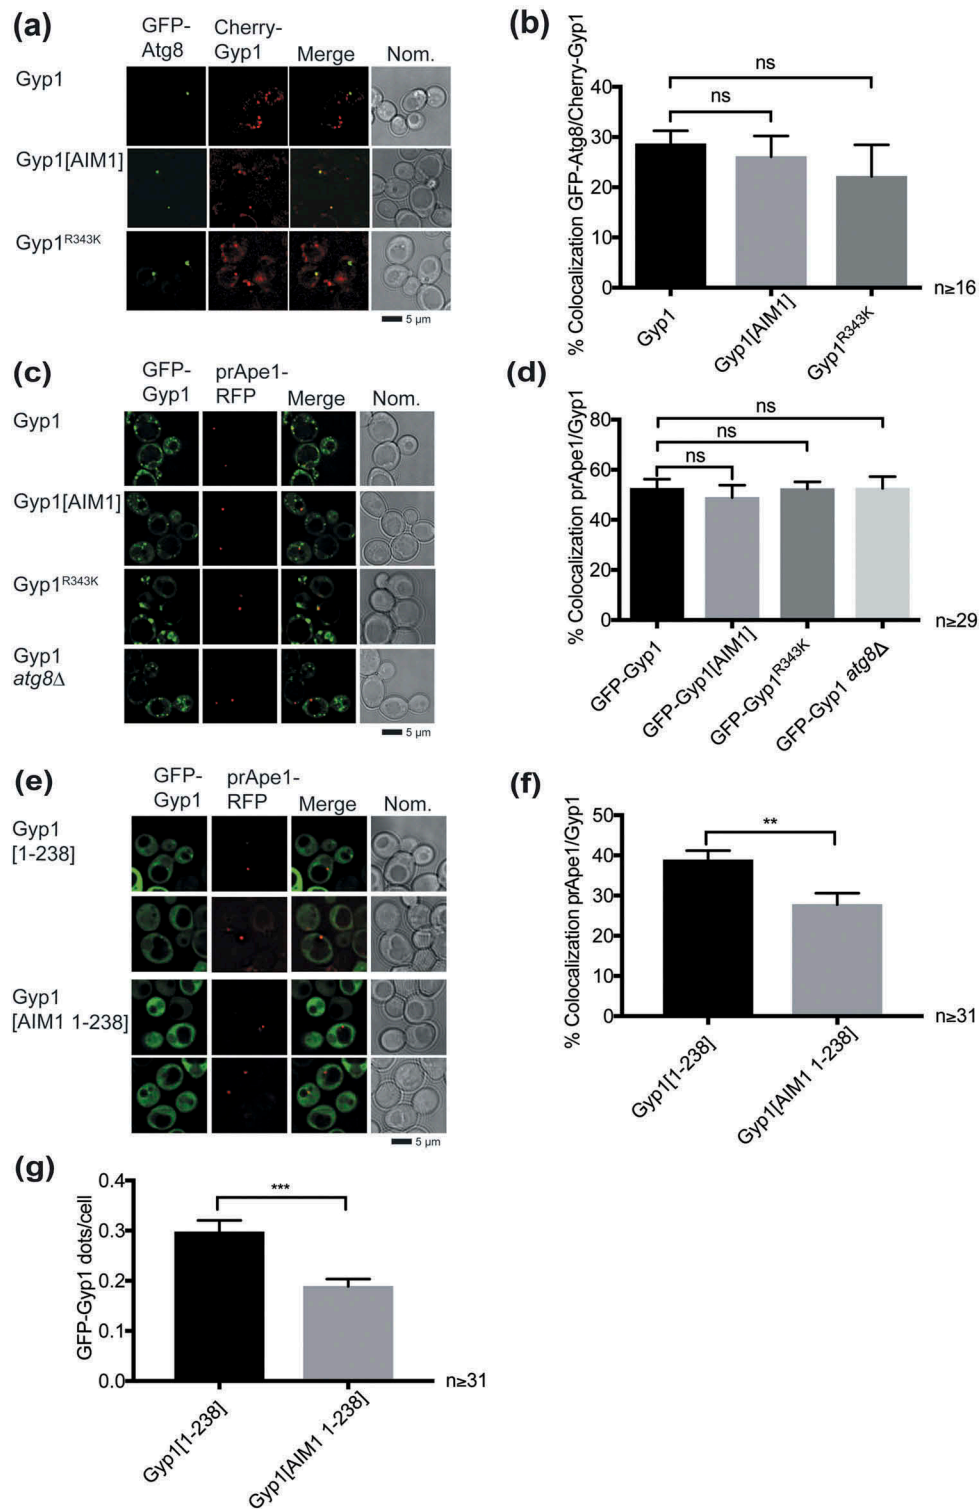 (a)
GFP-
Atg8
Cherry-
Gyp1
Merge
Nom.
Gyp1
Gyp1[AIM1]
Gyp1R343K
5 µm
(b)
% Colocalization GFP-Atg8/Cherry-Gyp1
40
30
20
10
0
ns
ns
n≥16
Gyp1
Gyp1[AIM1]
Gyp1R343K
(c)
GFP-
Gyp1
prApe1-
RFP
Merge
Nom.
Gyp1
Gyp1[AIM1]
Gyp1R343K
Gyp1
atg8Δ
5 µm
(d)
% Colocalization prApe1/Gyp1
80
60
40
20
0
ns
ns
ns
n≥29
GFP-Gyp1
GFP-Gyp1[AIM1]
GFP-Gyp1R343K
GFP-Gyp1 atg8Δ
(e)
GFP-
Gyp1
prApe1-
RFP
Merge
Nom.
Gyp1
[1-238]
Gyp1
[AIM1 1-238]
5 µm
(f)
% Colocalization prApe1/Gyp1
50
40
30
20
10
0
**
n≥31
Gyp1[1-238]
Gyp1[AIM1 1-238]
(g)
GFP-Gyp1 dots/cell
0.4
0.3
0.2
0.1
0.0
***
n≥31
Gyp1[1-238]
Gyp1[AIM1 1-238]